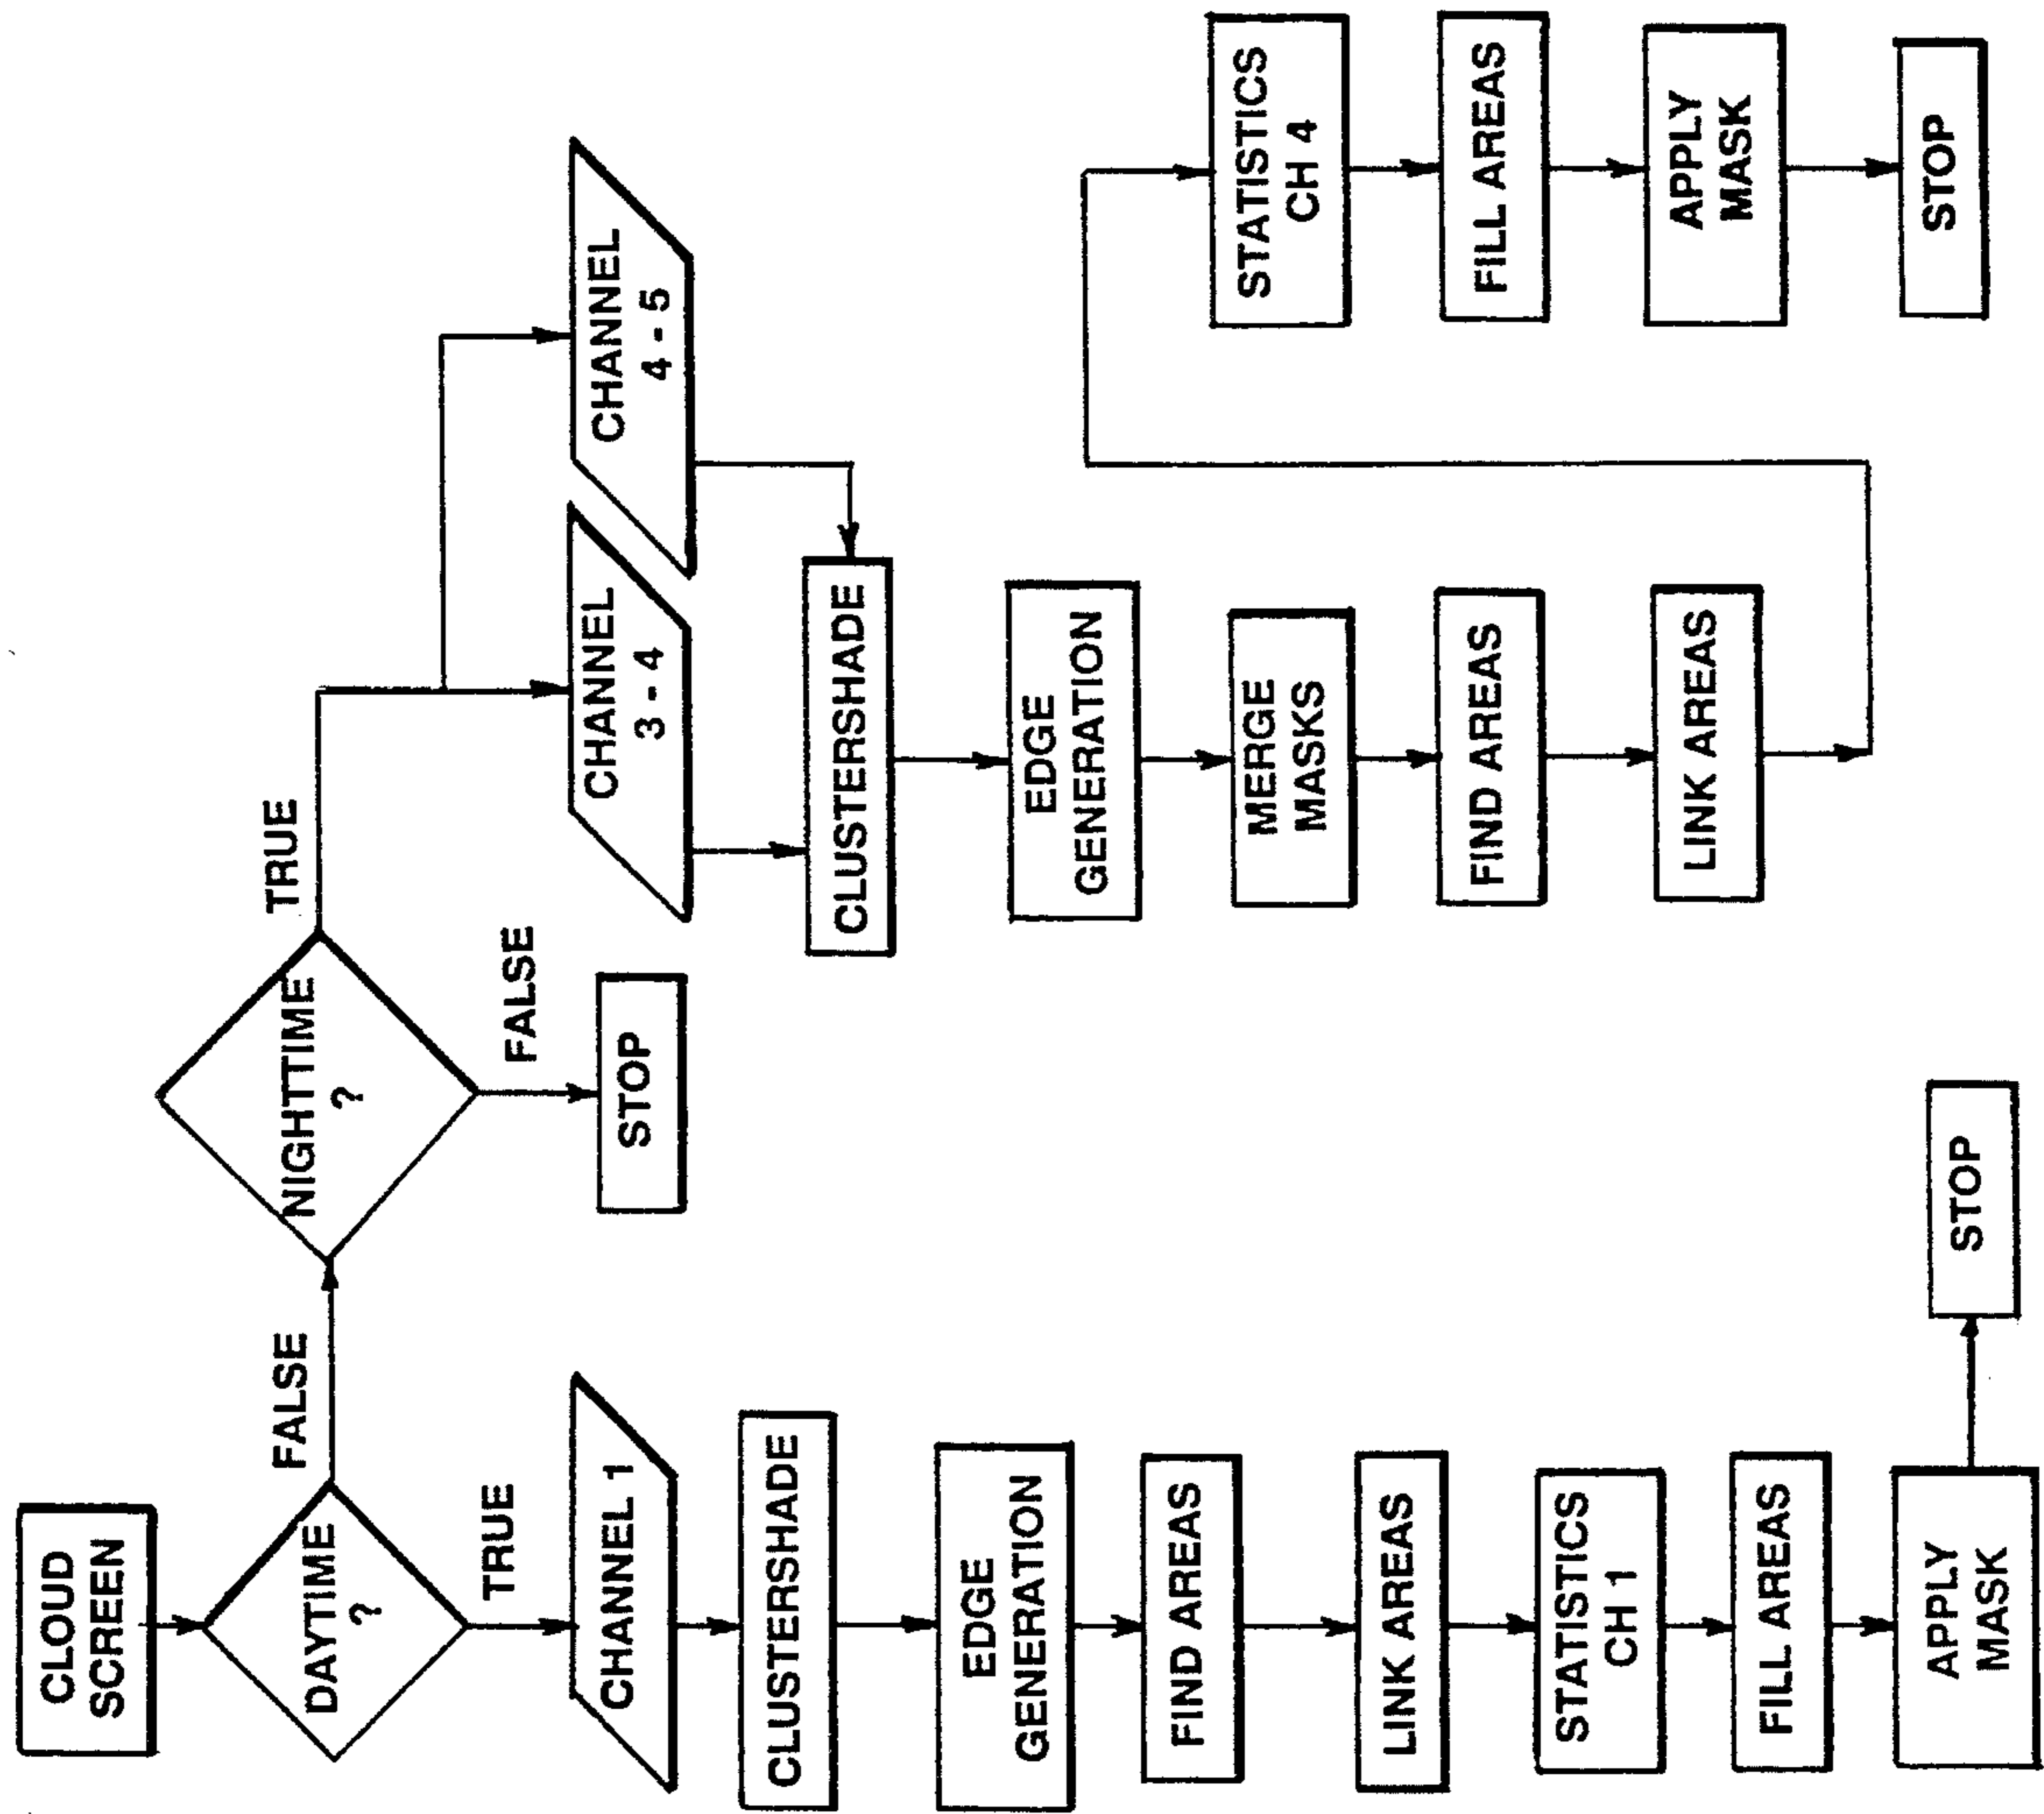 CLOUD
SCREEN
DAYTIME
?
FALSE
TRUE
CHANNEL 1
CLUSTERSHADE
EDGE
GENERATION
FIND AREAS
LINK AREAS
STATISTICS
CH 1
FILL AREAS
APPLY
MASK
STOP
NIGHTTIME
?
FALSE
STOP
TRUE
CHANNEL
3 - 4
CHANNEL
4 - 5
CLUSTERSHADE
EDGE
GENERATION
MERGE
MASKS
FIND AREAS
LINK AREAS
STATISTICS
CH 4
FILL AREAS
APPLY
MASK
STOP